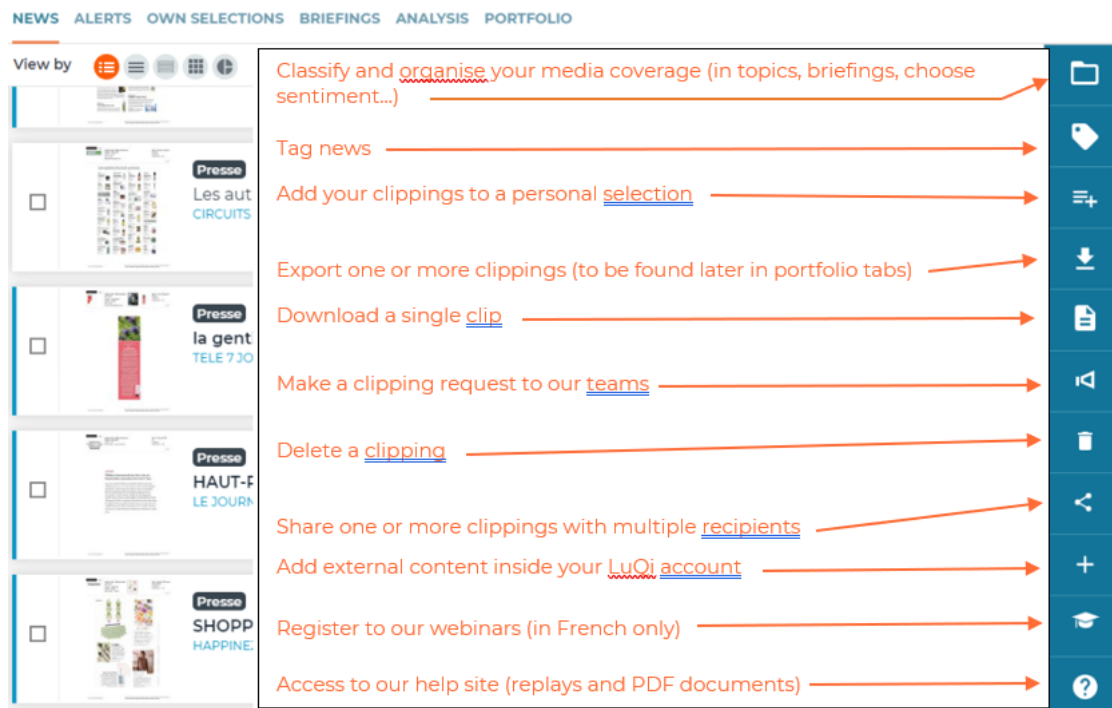 NEWS ALERTS OWN SELECTIONS BRIEFINGS ANALYSIS PORTFOLIO
View by
Classify and organise your media coverage (in topics, briefings, choose
sentiment...)
Tag news
Presse
Les aut
CIRCUITS
Add your clippings to a personal selection
Export one or more clippings (to be found later in portfolio tabs)
Download a single clip
Presse
la gent
TELE 7 JO
Make a clipping request to our teams
Delete a clipping
Presse
HAUT-P
LE JOURN
Share one or more clippings with multiple recipients
Add external content inside your LuQi account
Presse
SHOPP
HAPPINE
Register to our webinars (in French only)
Access to our help site (replays and PDF documents)